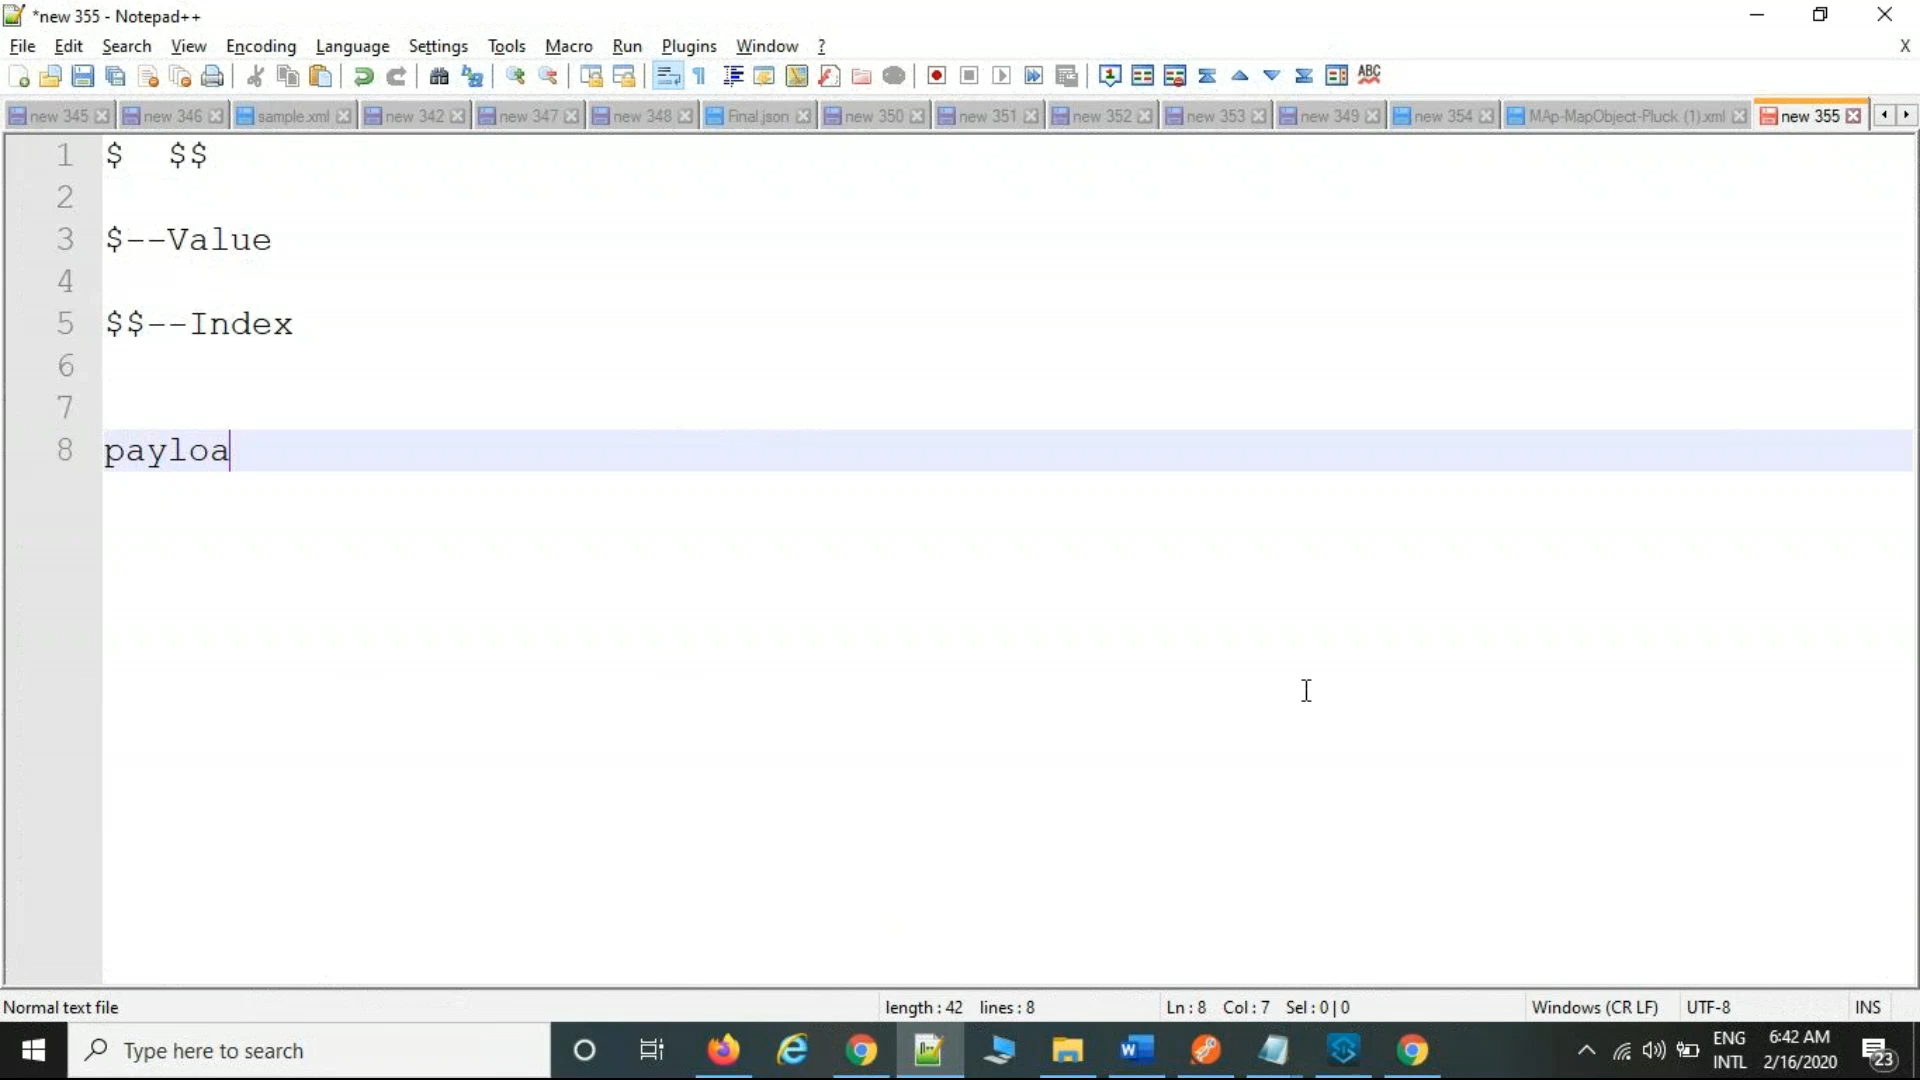 *new 355 - Notepad++
File Edit Search View Encoding Language Settings Tools Macro Run Plugins Window ?
X
ABC
new 345 new 346 sample.xml new 342 new 347 new 348 Final.json new 350 new 351 new 352 new 353 new 349 new 354 MAp-MapObject-Pluck (1).xml new 355
1 $ $$
2
3 $--Value
4
5 $$--Index
6
7
8 payloa
Normal text file length : 42 lines : 8 Ln : 8 Col : 7 Sel : 0 | 0 Windows (CR LF) UTF-8 INS
Type here to search
ENG 6:42 AM
INTL 2/16/2020
23